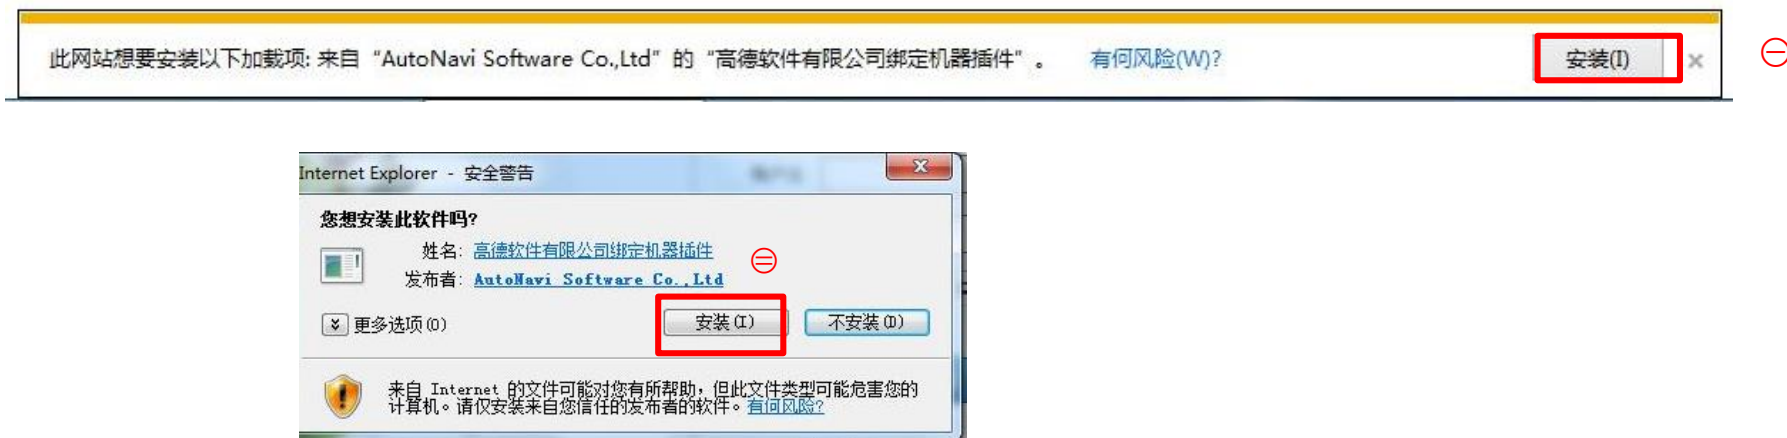 此网站想要安装以下加载项: 来自 “AutoNavi Software Co.,Ltd” 的 “高德软件有限公司绑定机器插件” 。 有何风险(W)? 安装(I) ×
㊀
Internet Explorer - 安全警告
您想安装此软件吗?
姓名: 高德软件有限公司绑定机器插件
㊁
发布者: AutoNavi Software Co.,Ltd
更多选项(O) 安装(I) 不安装(D)
来自 Internet 的文件可能对您有所帮助，但此文件类型可能危害您的
计算机。请仅安装来自您信任的发布者的软件。有何风险?